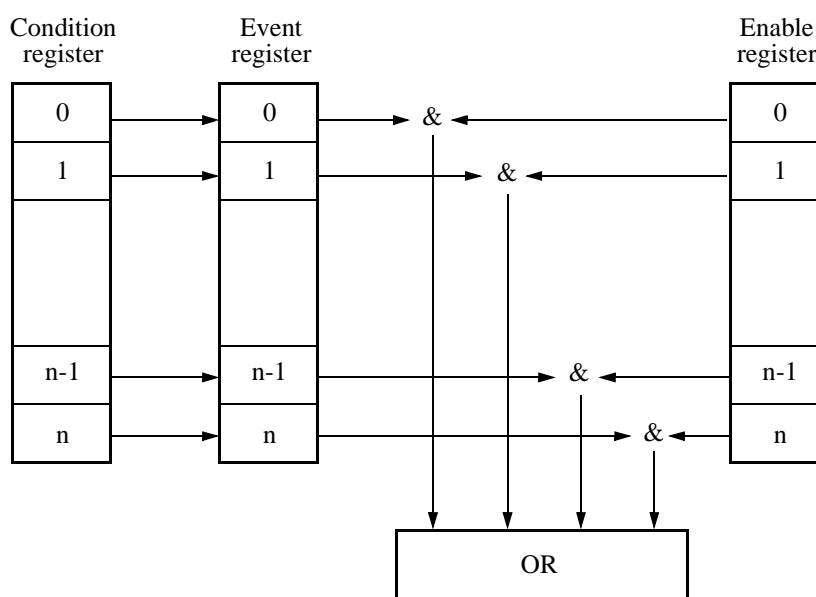 Condition
register
Event
register
Enable
register
0
0
&
0
1
1
&
1
n-1
n-1
&
n-1
n
n
&
n
OR